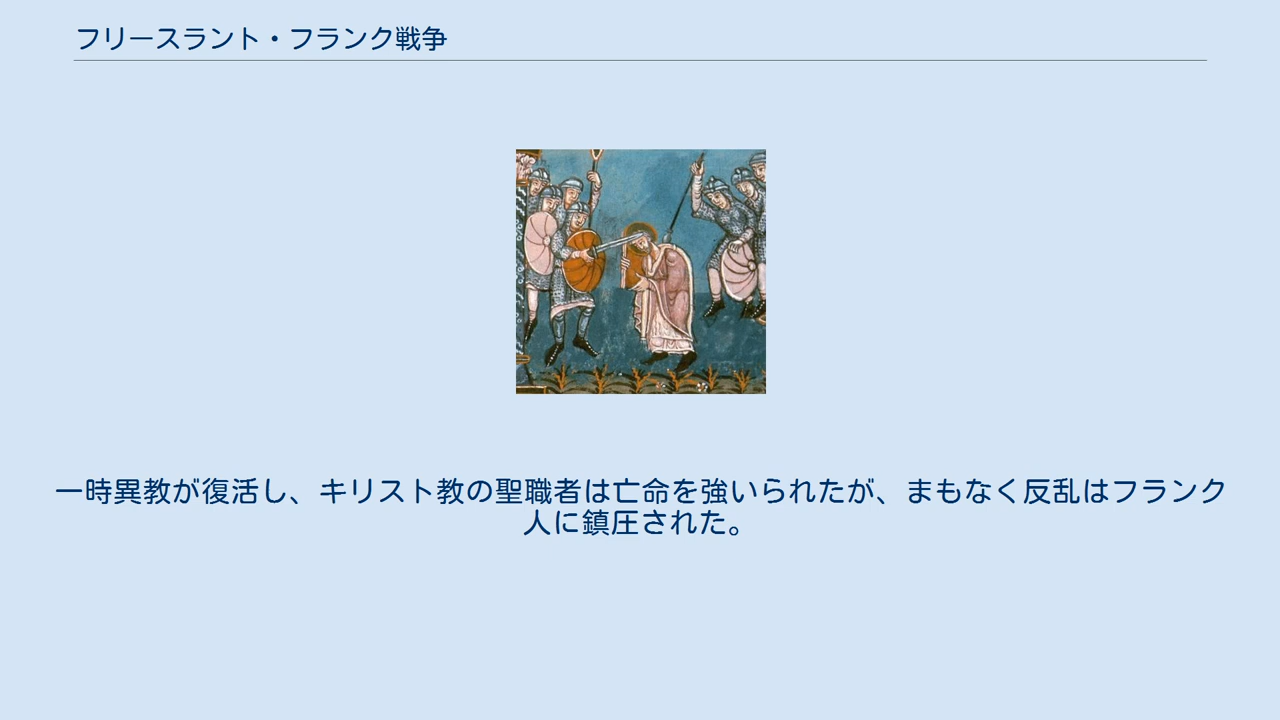 フリースラント・フランク戦争
一時異教が復活し、キリスト教の聖職者は亡命を強いられたが、まもなく反乱はフランク
人に鎮圧された。